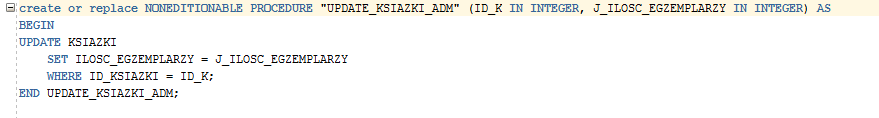 create or replace NONEDITIONABLE PROCEDURE "UPDATE_KSIAZKI_ADM" (ID_K IN INTEGER, J_ILOSC_EGZEMPLARZY IN INTEGER) AS
BEGIN
UPDATE KSIAZKI
    SET ILOSC_EGZEMPLARZY = J_ILOSC_EGZEMPLARZY
    WHERE ID_KSIAZKI = ID_K;
END UPDATE_KSIAZKI_ADM;